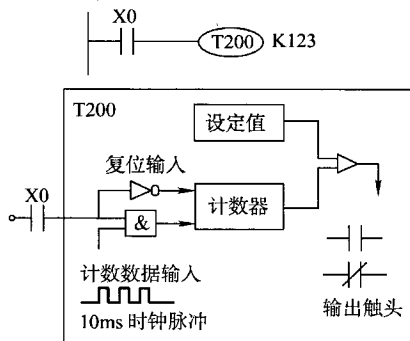 X0
T200 K123
T200
设定值
复位输入
X0
&
计数器
计数数据输入
10ms 时钟脉冲
输出触头